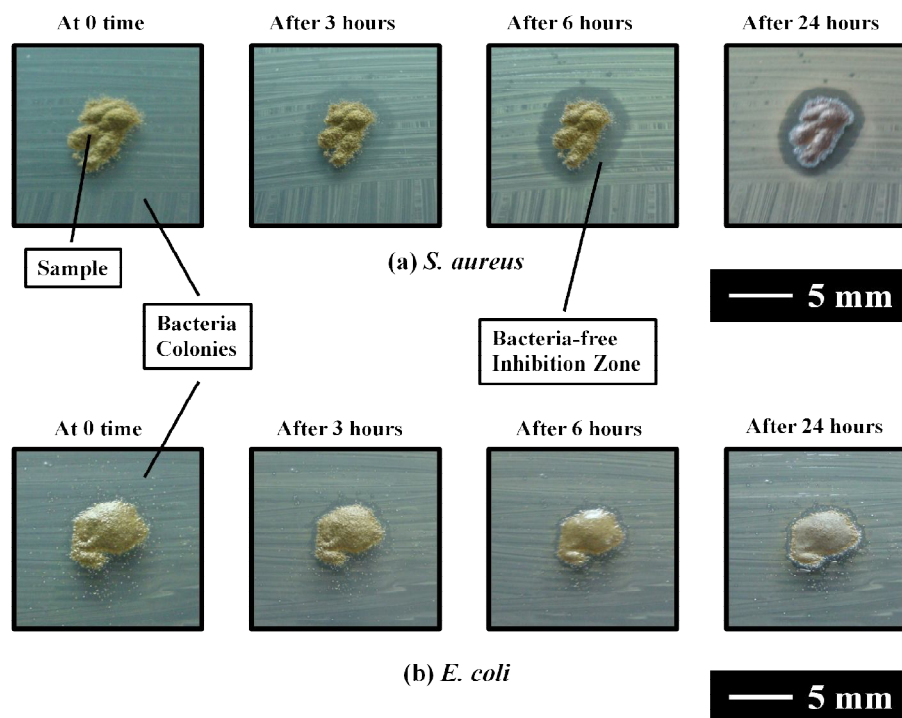 At 0 time
After 3 hours
After 6 hours
After 24 hours
Sample
(a) S. aureus
5 mm
Bacteria
Colonies
Bacteria-free
Inhibition Zone
At 0 time
After 3 hours
After 6 hours
After 24 hours
(b) E. coli
5 mm